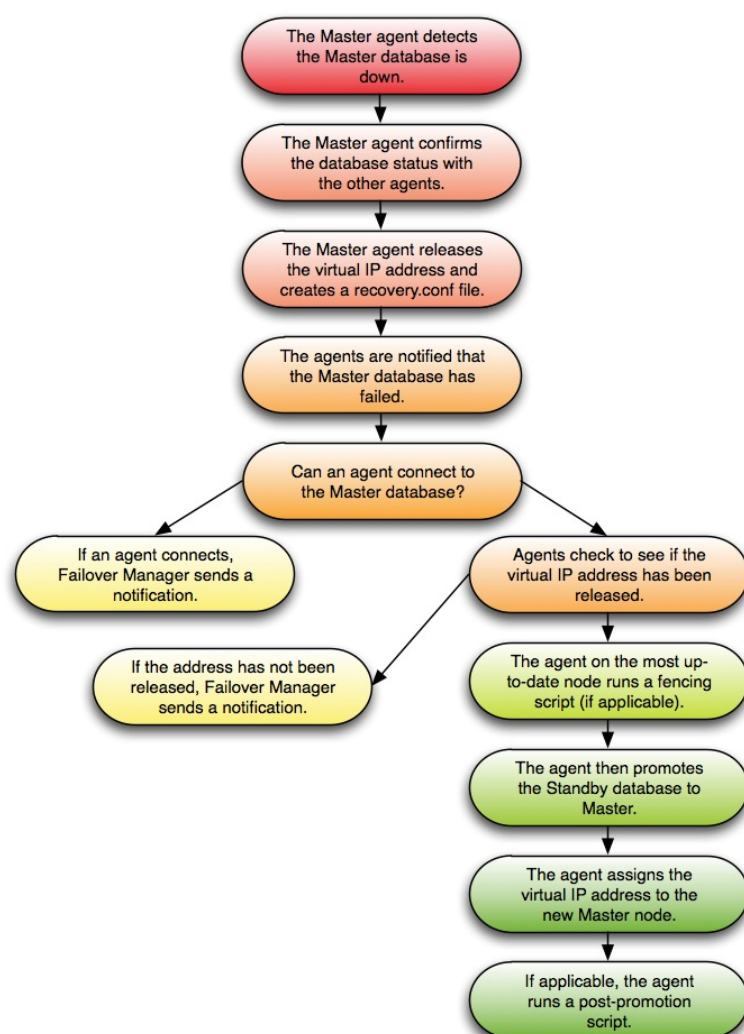 The Master agent detects
the Master database is
down.
The Master agent confirms
the database status with
the other agents.
The Master agent releases
the virtual IP address and
creates a recovery.conf file.
The agents are notified that
the Master database has
failed.
Can an agent connect to
the Master database?
If an agent connects,
Failover Manager sends a
notification.
Agents check to see if the
virtual IP address has been
released.
If the address has not been
released, Failover Manager
sends a notification.
The agent on the most up-
to-date node runs a fencing
script (if applicable).
The agent then promotes
the Standby database to
Master.
The agent assigns the
virtual IP address to the
new Master node.
If applicable, the agent
runs a post-promotion
script.